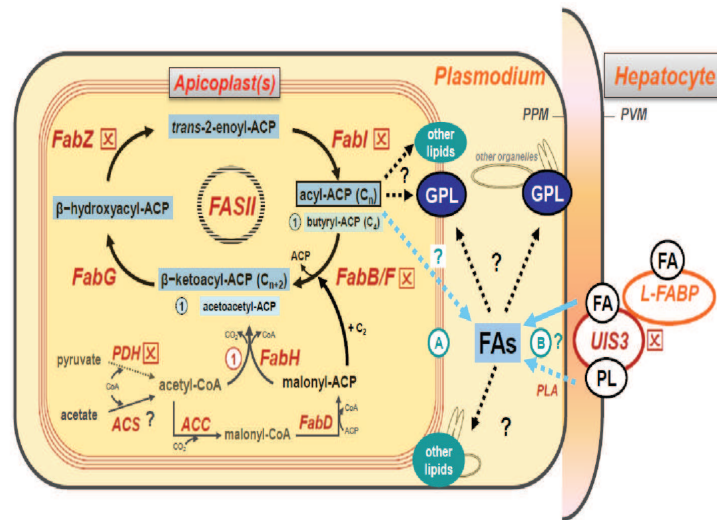 Apicoplast(s)
Plasmodium
Hepatocyte
PPM
PVM
FabZ
trans-2-enoyl-ACP
FabI
other
lipids
other organelles
?
acyl-ACP (Cn)
GPL
GPL
β-hydroxyacyl-ACP
FASII
1 butyryl-ACP (C4)
?
?
FabG
ACP
β-ketoacyl-ACP (Cn+2)
FabB/F
1 acetoacetyl-ACP
+ C2
FA
L-FABP
FA
A
FAs
B ?
UIS3
PDH
CO2
CoA
1
FabH
pyruvate
CoA
acetyl-CoA
malonyl-ACP
PLA
PL
acetate
ACS ?
ACC
CO2
malonyl-CoA
FabD
CoA
ACP
?
other
lipids